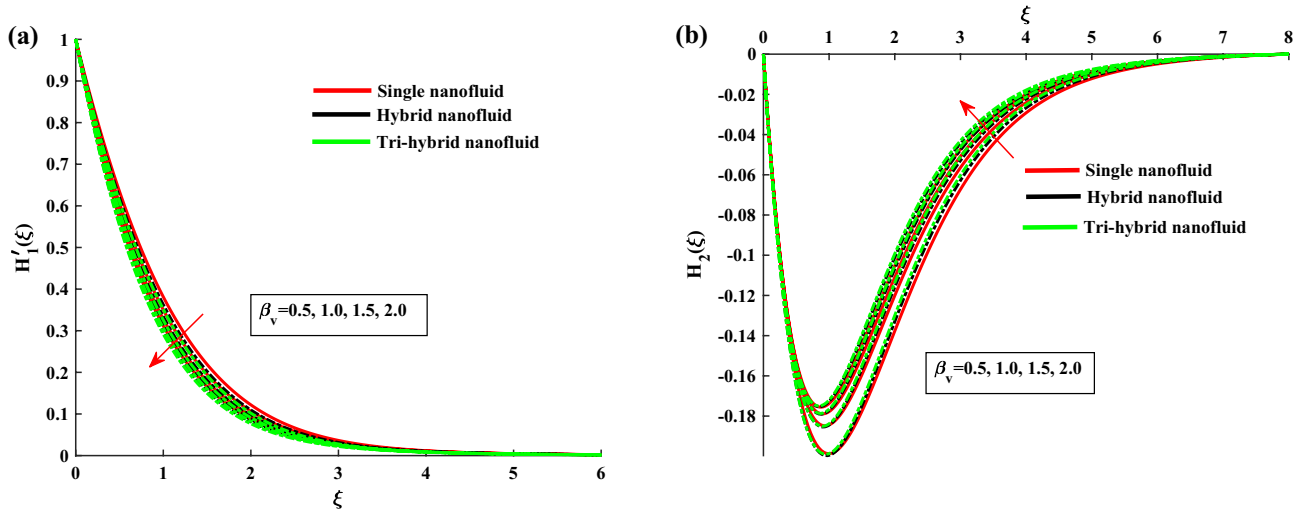 (a)
1
0.9
0.8
0.7
0.6
0.5
0.4
0.3
0.2
0.1
0
H′₁(ξ)
Single nanofluid
Hybrid nanofluid
Tri-hybrid nanofluid
βᵥ=0.5, 1.0, 1.5, 2.0
0 1 2 3 4 5 6
ξ
(b)
ξ
0 1 2 3 4 5 6 7 8
-0.02
-0.04
-0.06
-0.08
-0.1
-0.12
-0.14
-0.16
-0.18
H₂(ξ)
Single nanofluid
Hybrid nanofluid
Tri-hybrid nanofluid
βᵥ=0.5, 1.0, 1.5, 2.0